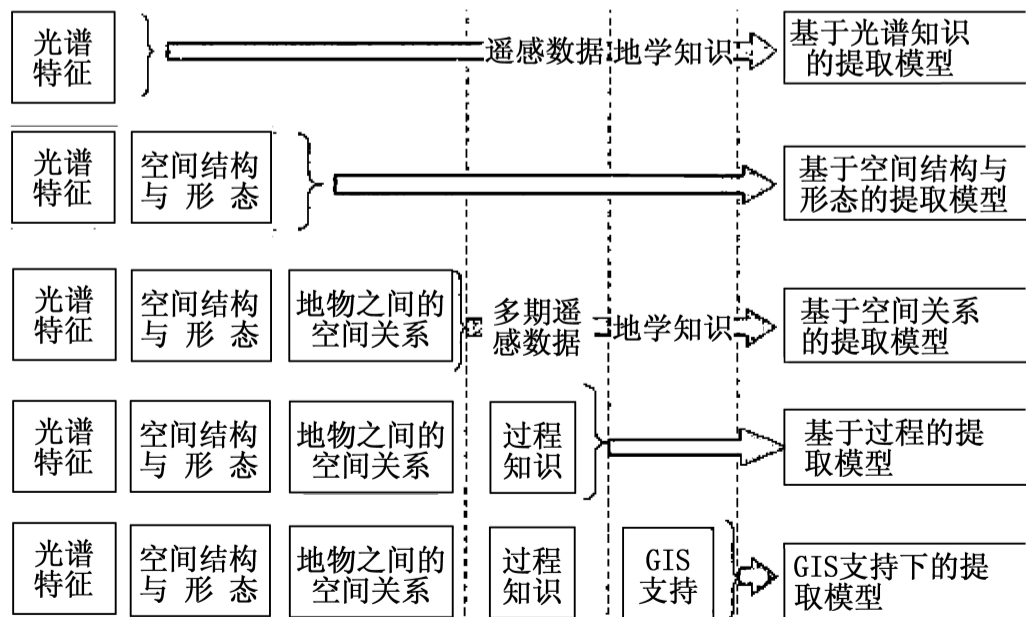 光谱
特征
遥感数据
地学知识
基于光谱知识
的提取模型
光谱
特征
空间结构
与 形 态
基于空间结构与
形态的提取模型
光谱
特征
空间结构
与 形 态
地物之间的
空间关系
多期遥
感数据
地学知识
基于空间关系
的提取模型
光谱
特征
空间结构
与 形 态
地物之间的
空间关系
过程
知识
基于过程的提
取模型
光谱
特征
空间结构
与 形 态
地物之间的
空间关系
过程
知识
GIS
支持
GIS支持下的提
取模型